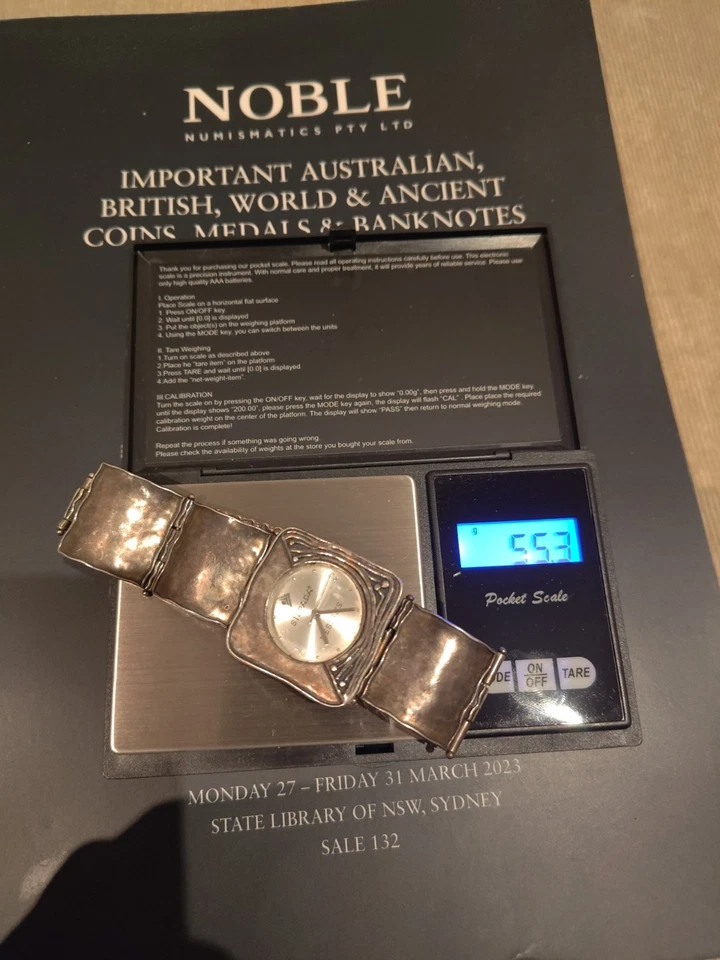 NOBLE
NUMISMATICS PTY LTD
IMPORTANT AUSTRALIAN,
BRITISH, WORLD & ANCIENT
COINS, MEDALS & BANKNOTES
Thank you for purchasing our pocket scale. Please read all operating instructions carefully before use. This electronic
scale is a precision instrument. With normal care and proper treatment, it will provide years of reliable service. Please use
only high quality AAA batteries.
I. Operation
Place Scale on a horizontal flat surface
1. Press ON/OFF key
2. Wait until [0.0] is displayed
3. Put the object(s) on the weighing platform
4. Using the MODE key, you can switch between the units
II. Tare Weighing
1.Turn on scale as described above
2.Place he "tare item" on the platform
3.Press TARE and wait until [0.0] is displayed
4.Add the "net-weight-item".
III.CALIBRATION
Turn the scale on by pressing the ON/OFF key, wait for the display to show "0.00g", then press and hold the MODE key
until the display shows "200.00", please press the MODE key again, the display will flash "CAL" . Place place the required
calibration weight on the center of the platform. The display will show "PASS" then return to normal weighing mode.
Calibration is complete!
Repeat the process if something was going wrong
Please check the availability of weights at the store you bought your scale from.
g
55.3
Pocket Scale
DE
ON
OFF
TARE
MONDAY 27 – FRIDAY 31 MARCH 2023
STATE LIBRARY OF NSW, SYDNEY
SALE 132